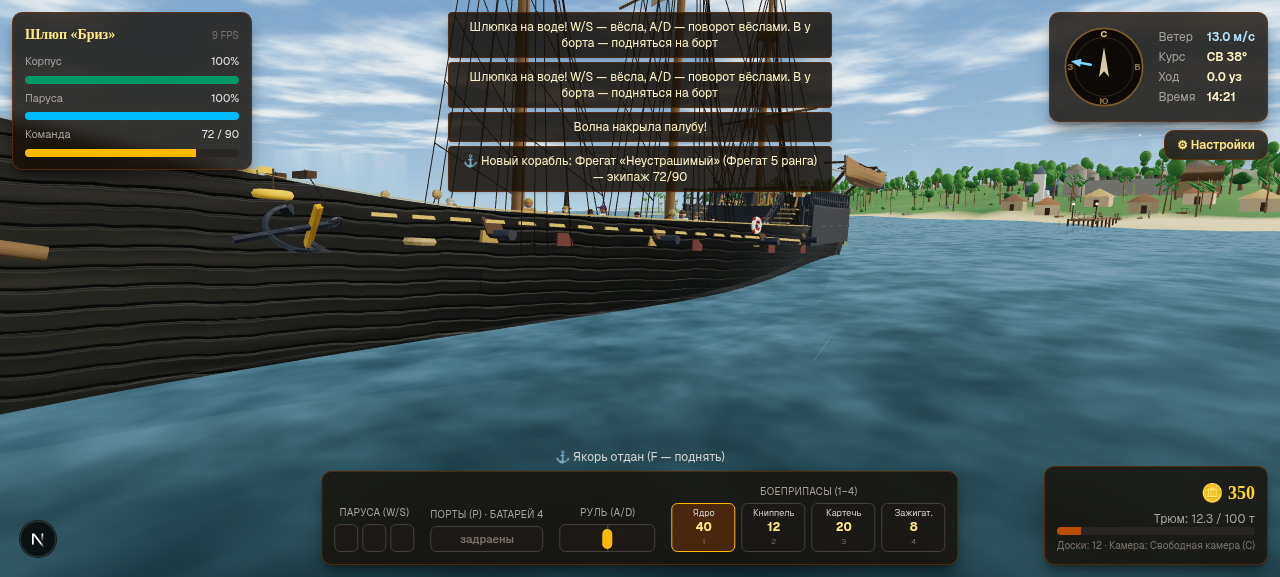 Шлюп «Бриз»
9 FPS
Корпус 100%
Паруса 100%
Команда 72 / 90
Шлюпка на воде! W/S — вёсла, A/D — поворот вёслами. B у
борта — подняться на борт
Шлюпка на воде! W/S — вёсла, A/D — поворот вёслами. B у
борта — подняться на борт
Волна накрыла палубу!
⚓ Новый корабль: Фрегат «Неустрашимый» (Фрегат 5 ранга)
— экипаж 72/90
С
З
В
Ю
Ветер 13.0 м/с
Курс СВ 38°
Ход 0.0 уз
Время 14:21
⚙ Настройки
⚓ Якорь отдан (F — поднять)
ПАРУСА (W/S)
ПОРТЫ (P) · БАТАРЕЙ 4
задраены
РУЛЬ (A/D)
БОЕПРИПАСЫ (1–4)
Ядро
40
1
Книппель
12
2
Картечь
20
3
Зажигат.
8
4
N
🪙 350
Трюм: 12.3 / 100 т
Доски: 12 · Камера: Свободная камера (C)